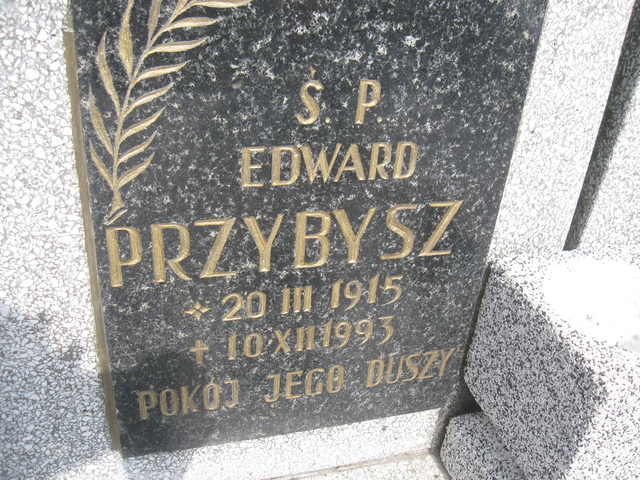 Ś. P.
EDWARD
PRZYBYSZ
20 III 1915
† 10 XII 1993
POKÓJ JEGO DUSZY